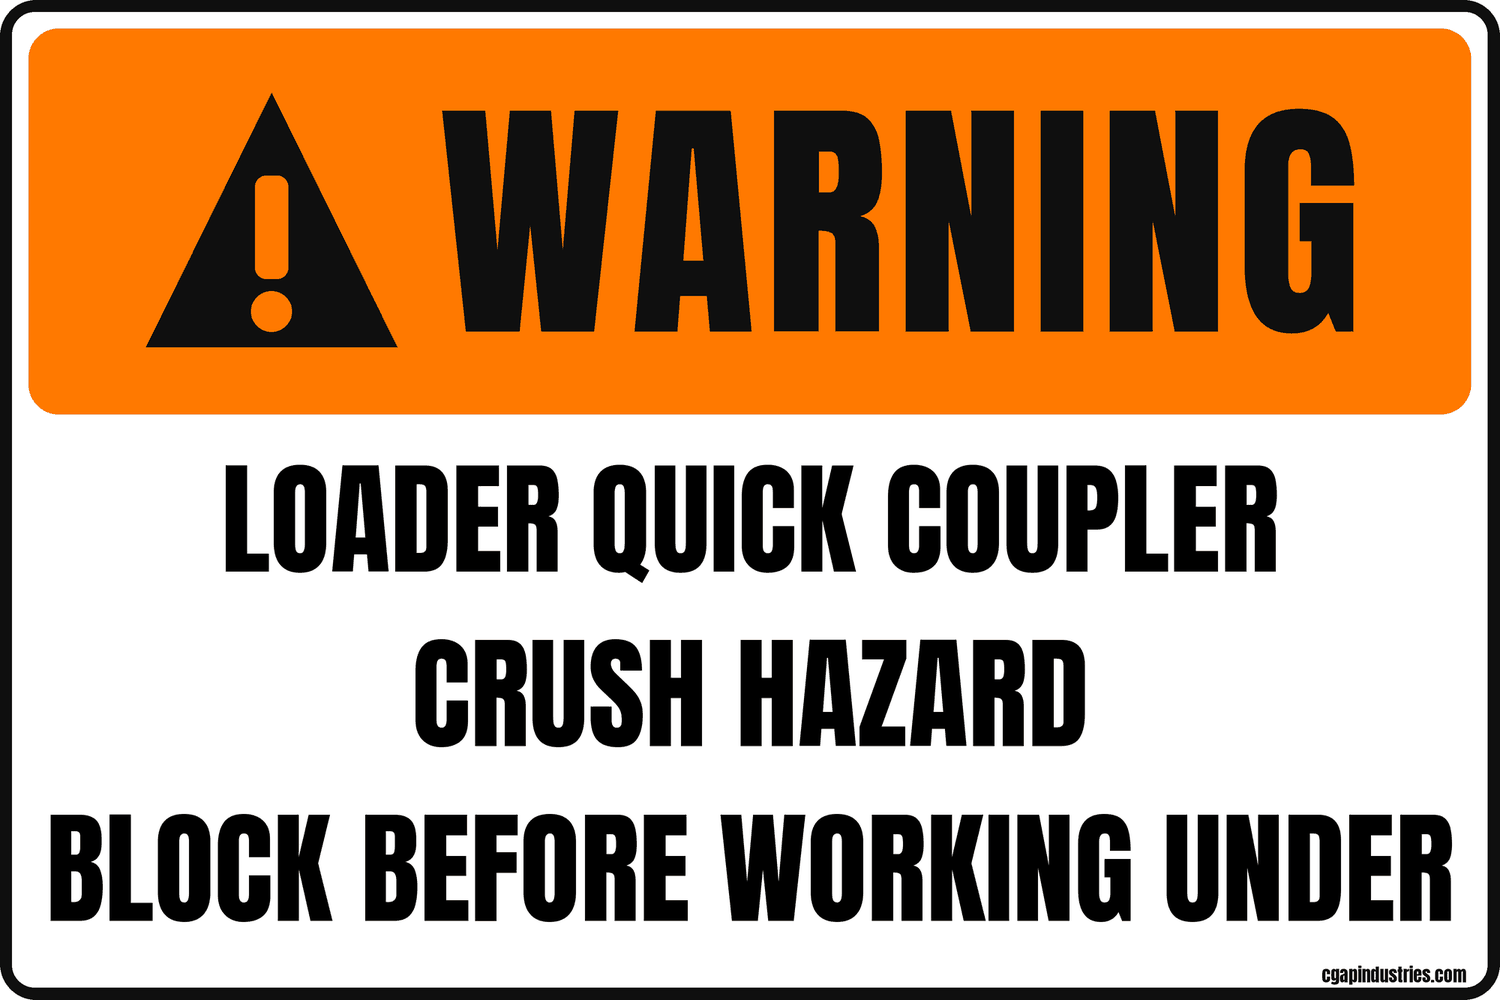 WARNING
LOADER QUICK COUPLER
CRUSH HAZARD
BLOCK BEFORE WORKING UNDER
cgapindustries.com